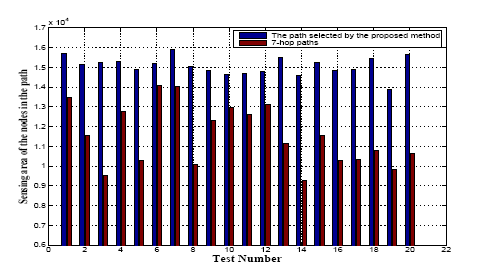 1.7 x 10⁴
The path selected by the proposed method
7-hop paths
1.6
1.5
1.4
1.3
1.2
1.1
1
0.9
0.8
0.7
0.6
Sensing area of the nodes in the path
0 2 4 6 8 10 12 14 16 18 20 22
Test Number